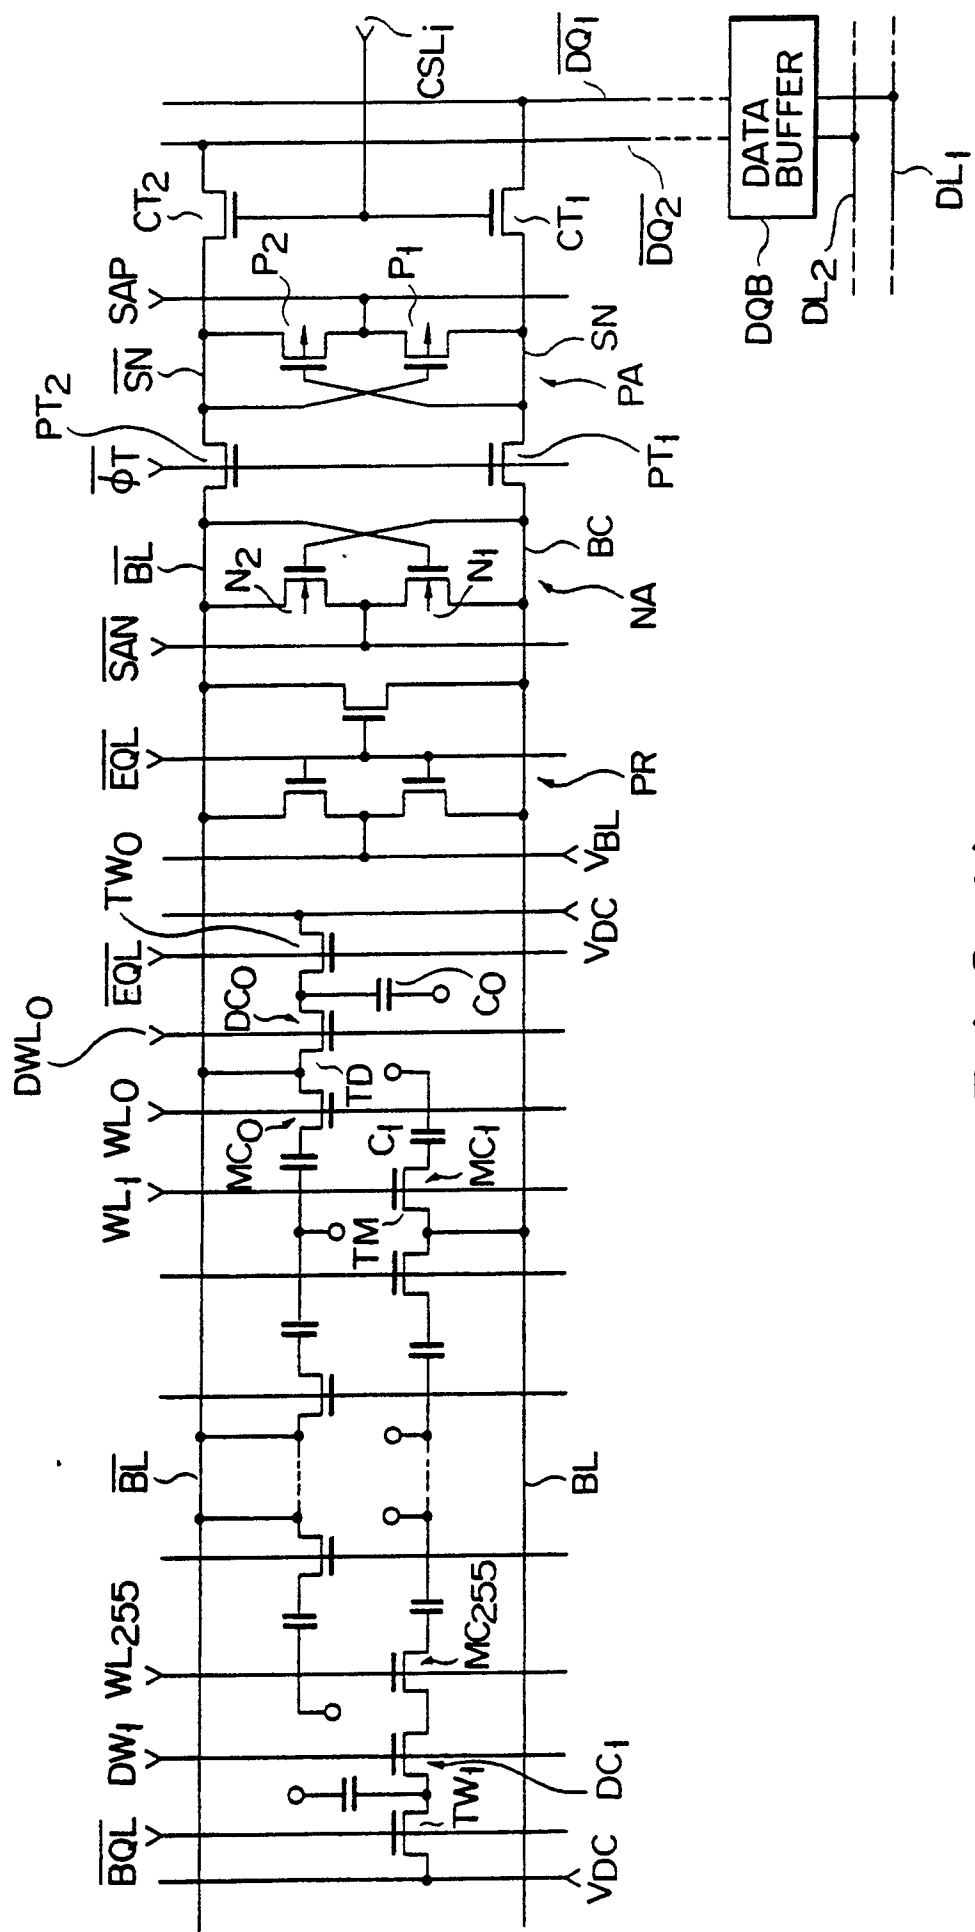 DWL0
TW0
PT2
BQL
DW1
WL255
BL
WL1
WL0
EQL
EQL
SAN
BL
φT
SN
SAP
CT2
CSLi
DQ1
MC0
DC0
N2
P2
TD
C1
C0
TM
MC1
N1
P1
TW1
MC255
CT1
DQ2
VDC
DC1
BL
VDC
VBL
PR
NA
BC
PT1
PA
SN
DATA
BUFFER
DQB
DL2
DL1